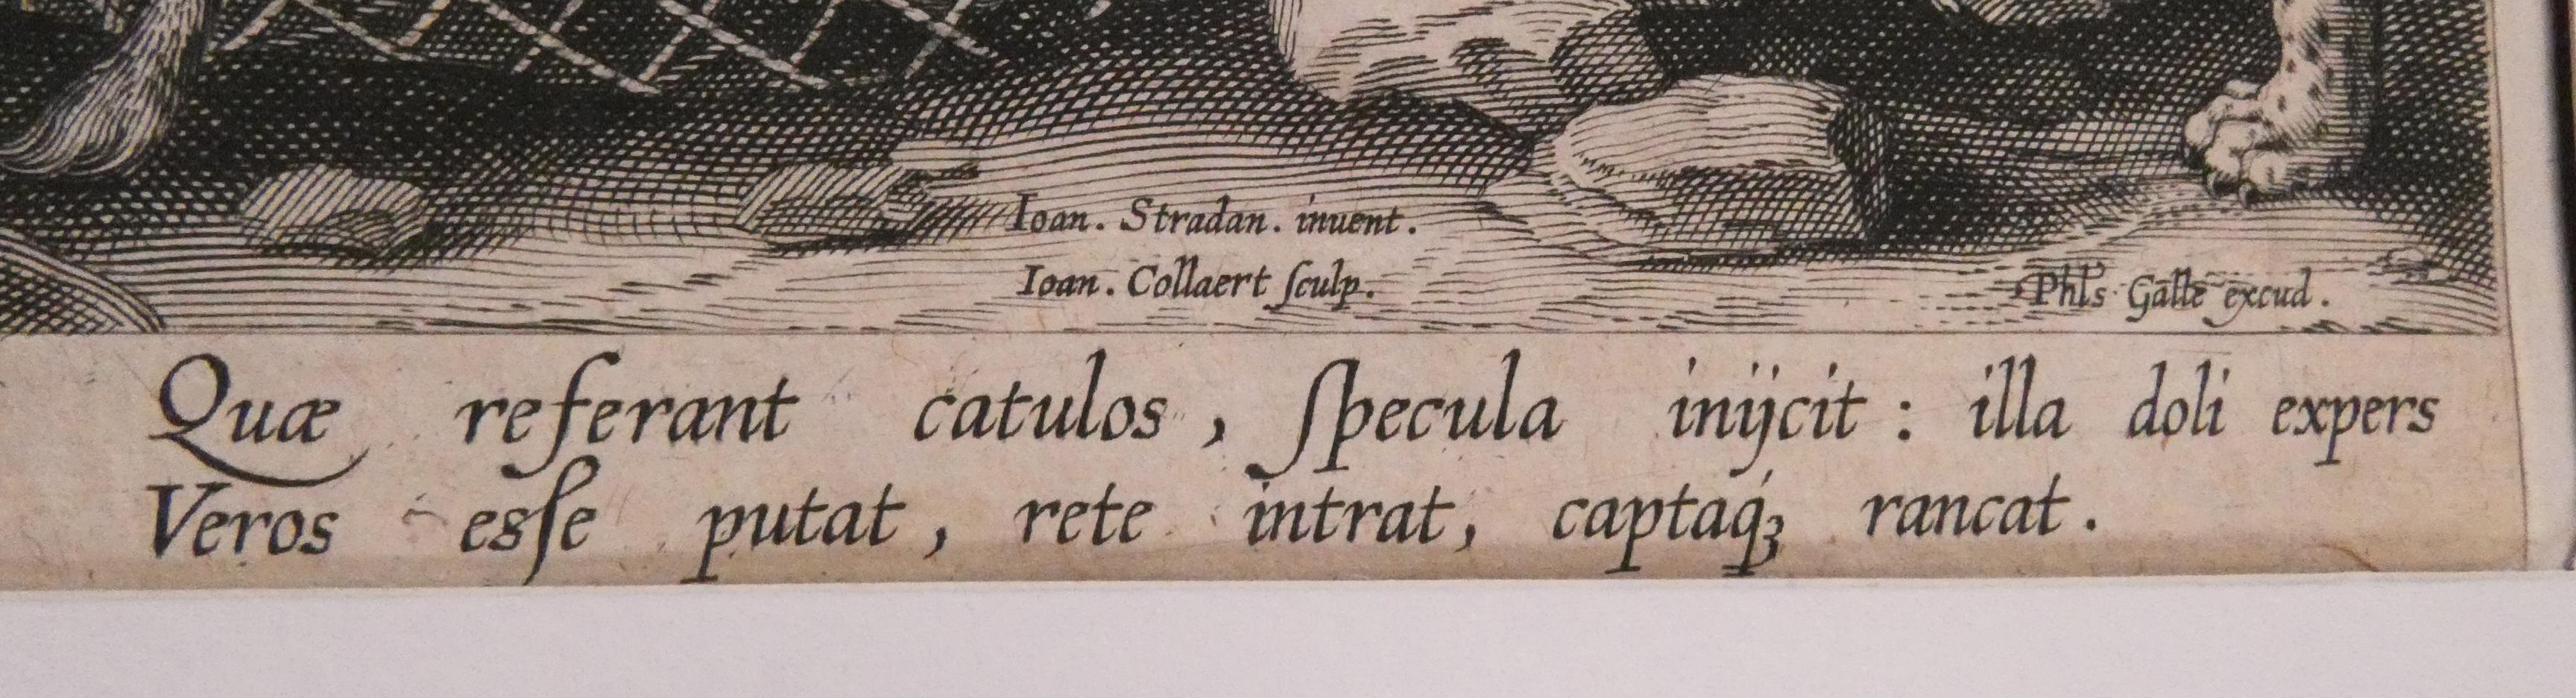 Ioan. Stradan. inuent.
Ioan. Collaert ſculp.
Phls Galle excud.
Quæ referant catulos, ſpecula inijcit: illa doli expers
Veros esſe putat, rete intrat, captaqꝫ rancat.